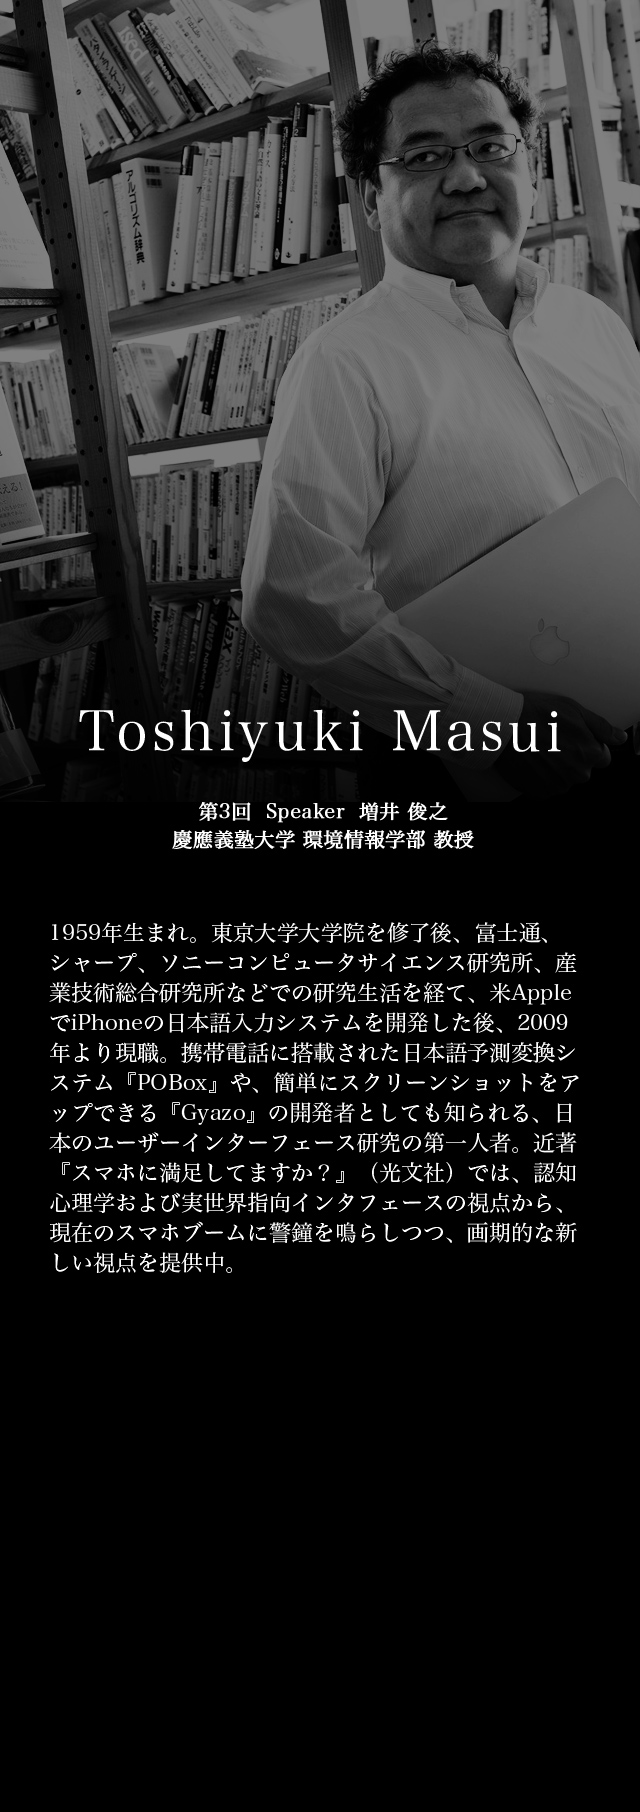 アルゴリズム辞典
Ajax
Toshiyuki Masui
第3回 Speaker 増井 俊之
慶應義塾大学 環境情報学部 教授
1959年生まれ。東京大学大学院を修了後、富士通、
シャープ、ソニーコンピュータサイエンス研究所、産
業技術総合研究所などでの研究生活を経て、米Apple
でiPhoneの日本語入力システムを開発した後、2009
年より現職。携帯電話に搭載された日本語予測変換シ
ステム『POBox』や、簡単にスクリーンショットをア
ップできる『Gyazo』の開発者としても知られる、日
本のユーザーインターフェース研究の第一人者。近著
『スマホに満足してますか？』（光文社）では、認知
心理学および実世界指向インタフェースの視点から、
現在のスマホブームに警鐘を鳴らしつつ、画期的な新
しい視点を提供中。